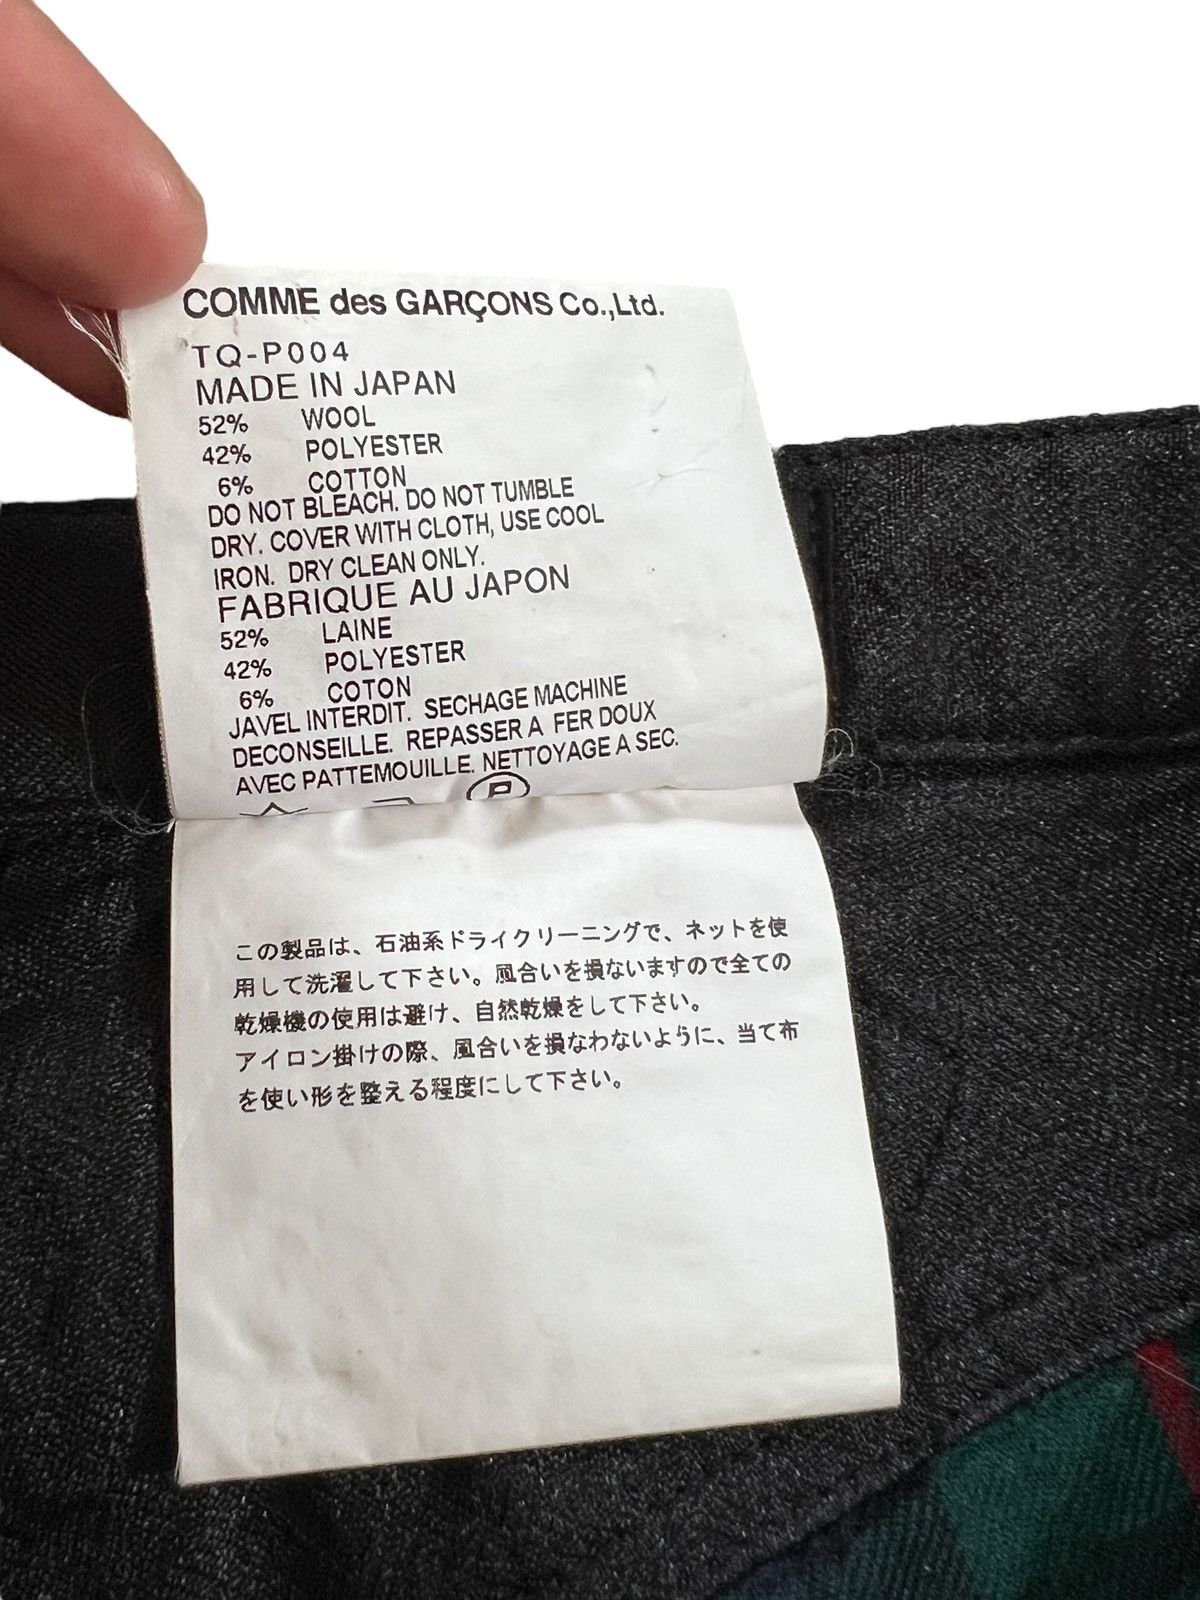 COMME des GARÇONS Co.,Ltd.
TQ-P004
MADE IN JAPAN
52% WOOL
42% POLYESTER
6% COTTON
DO NOT BLEACH. DO NOT TUMBLE
DRY. COVER WITH CLOTH, USE COOL
IRON. DRY CLEAN ONLY.
FABRIQUE AU JAPON
52% LAINE
42% POLYESTER
6% COTON
JAVEL INTERDIT. SECHAGE MACHINE
DECONSEILLE. REPASSER A FER DOUX
AVEC PATTEMOUILLE. NETTOYAGE A SEC.
P
この製品は、石油系ドライクリーニングで、ネットを使
用して洗濯して下さい。風合いを損ないますので全ての
乾燥機の使用は避け、自然乾燥をして下さい。
アイロン掛けの際、風合いを損なわないように、当て布
を使い形を整える程度にして下さい。